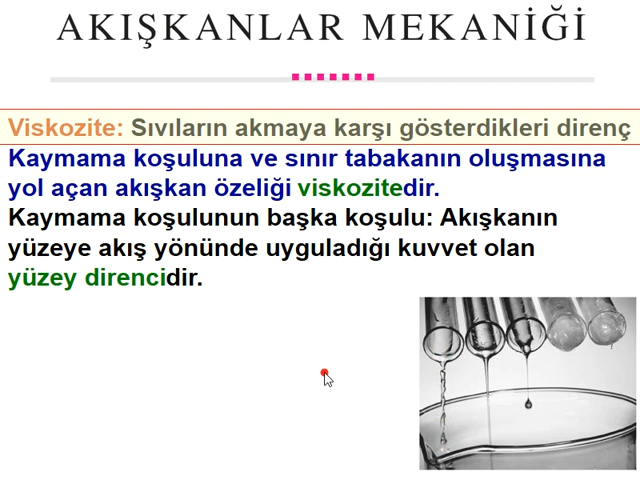 AKIŞKANLAR MEKANİĞİ
Viskozite: Sıvıların akmaya karşı gösterdikleri direnç
Kaymama koşuluna ve sınır tabakanın oluşmasına
yol açan akışkan özeliği viskozitedir.
Kaymama koşulunun başka koşulu: Akışkanın
yüzeye akış yönünde uyguladığı kuvvet olan
yüzey direncidir.